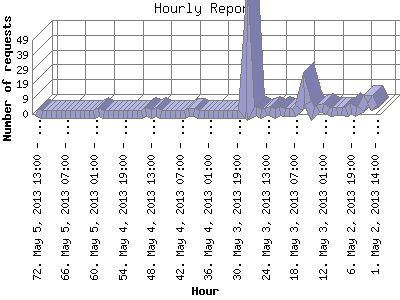 Hourly Repor
Number of requests
49
39
29
19
9
0
72. May 5, 2013 13:00 - ...
66. May 5, 2013 07:00 - ...
60. May 5, 2013 01:00 - ...
54. May 4, 2013 19:00 - ...
48. May 4, 2013 13:00 - ...
42. May 4, 2013 07:00 - ...
36. May 4, 2013 01:00 - ...
30. May 3, 2013 19:00 - ...
24. May 3, 2013 13:00 - ...
18. May 3, 2013 07:00 - ...
12. May 3, 2013 01:00 - ...
6. May 2, 2013 19:00 - ...
1. May 2, 2013 14:00 - ...
Hour